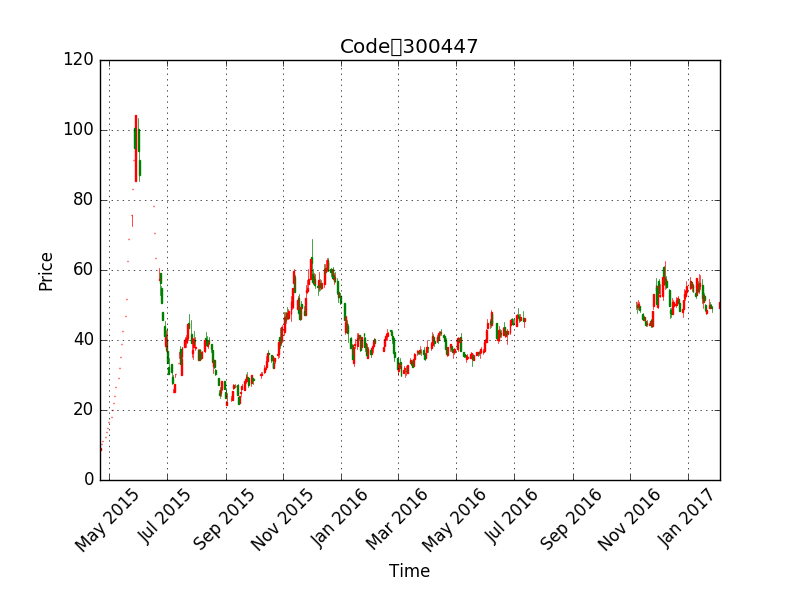 Code▯300447
120
100
80
60
40
20
0
Price
May 2015
Jul 2015
Sep 2015
Nov 2015
Jan 2016
Mar 2016
May 2016
Jul 2016
Sep 2016
Nov 2016
Jan 2017
Time